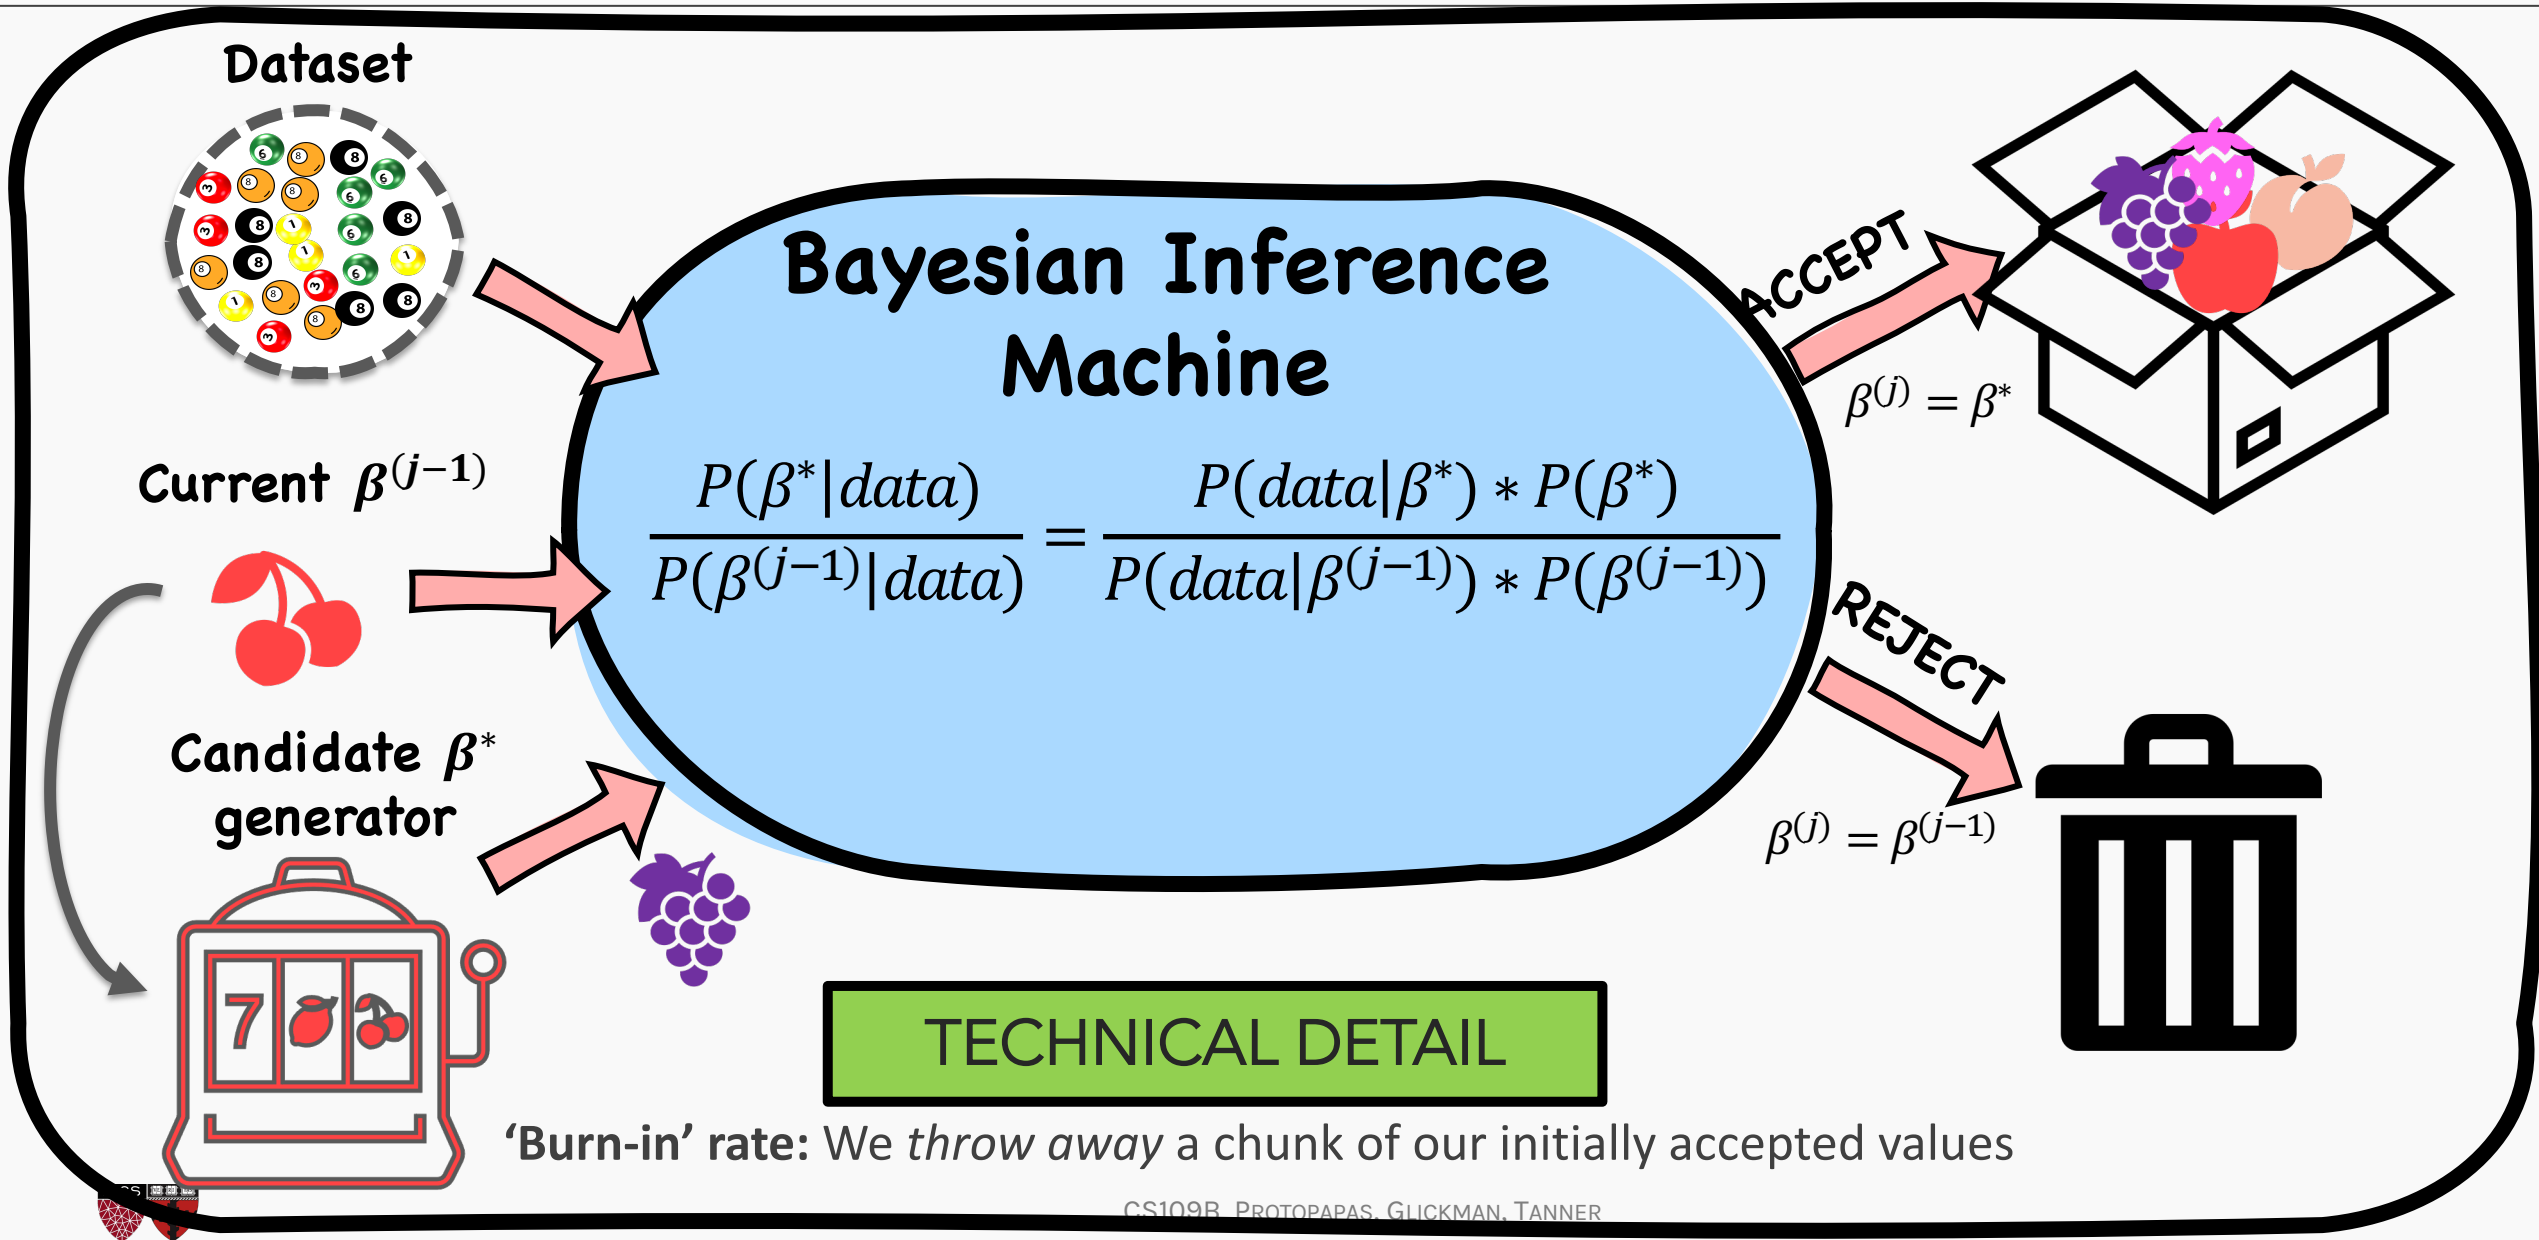 Dataset
Bayesian Inference
Machine
ACCEPT
β^(j) = β*
Current β^(j−1)
P(β*|data) / P(β^(j−1)|data) = P(data|β*) * P(β*) / P(data|β^(j−1)) * P(β^(j−1))
REJECT
β^(j) = β^(j−1)
Candidate β*
generator
7
TECHNICAL DETAIL
‘Burn-in’ rate: We throw away a chunk of our initially accepted values
CS109B, PROTOPAPAS, GLICKMAN, TANNER